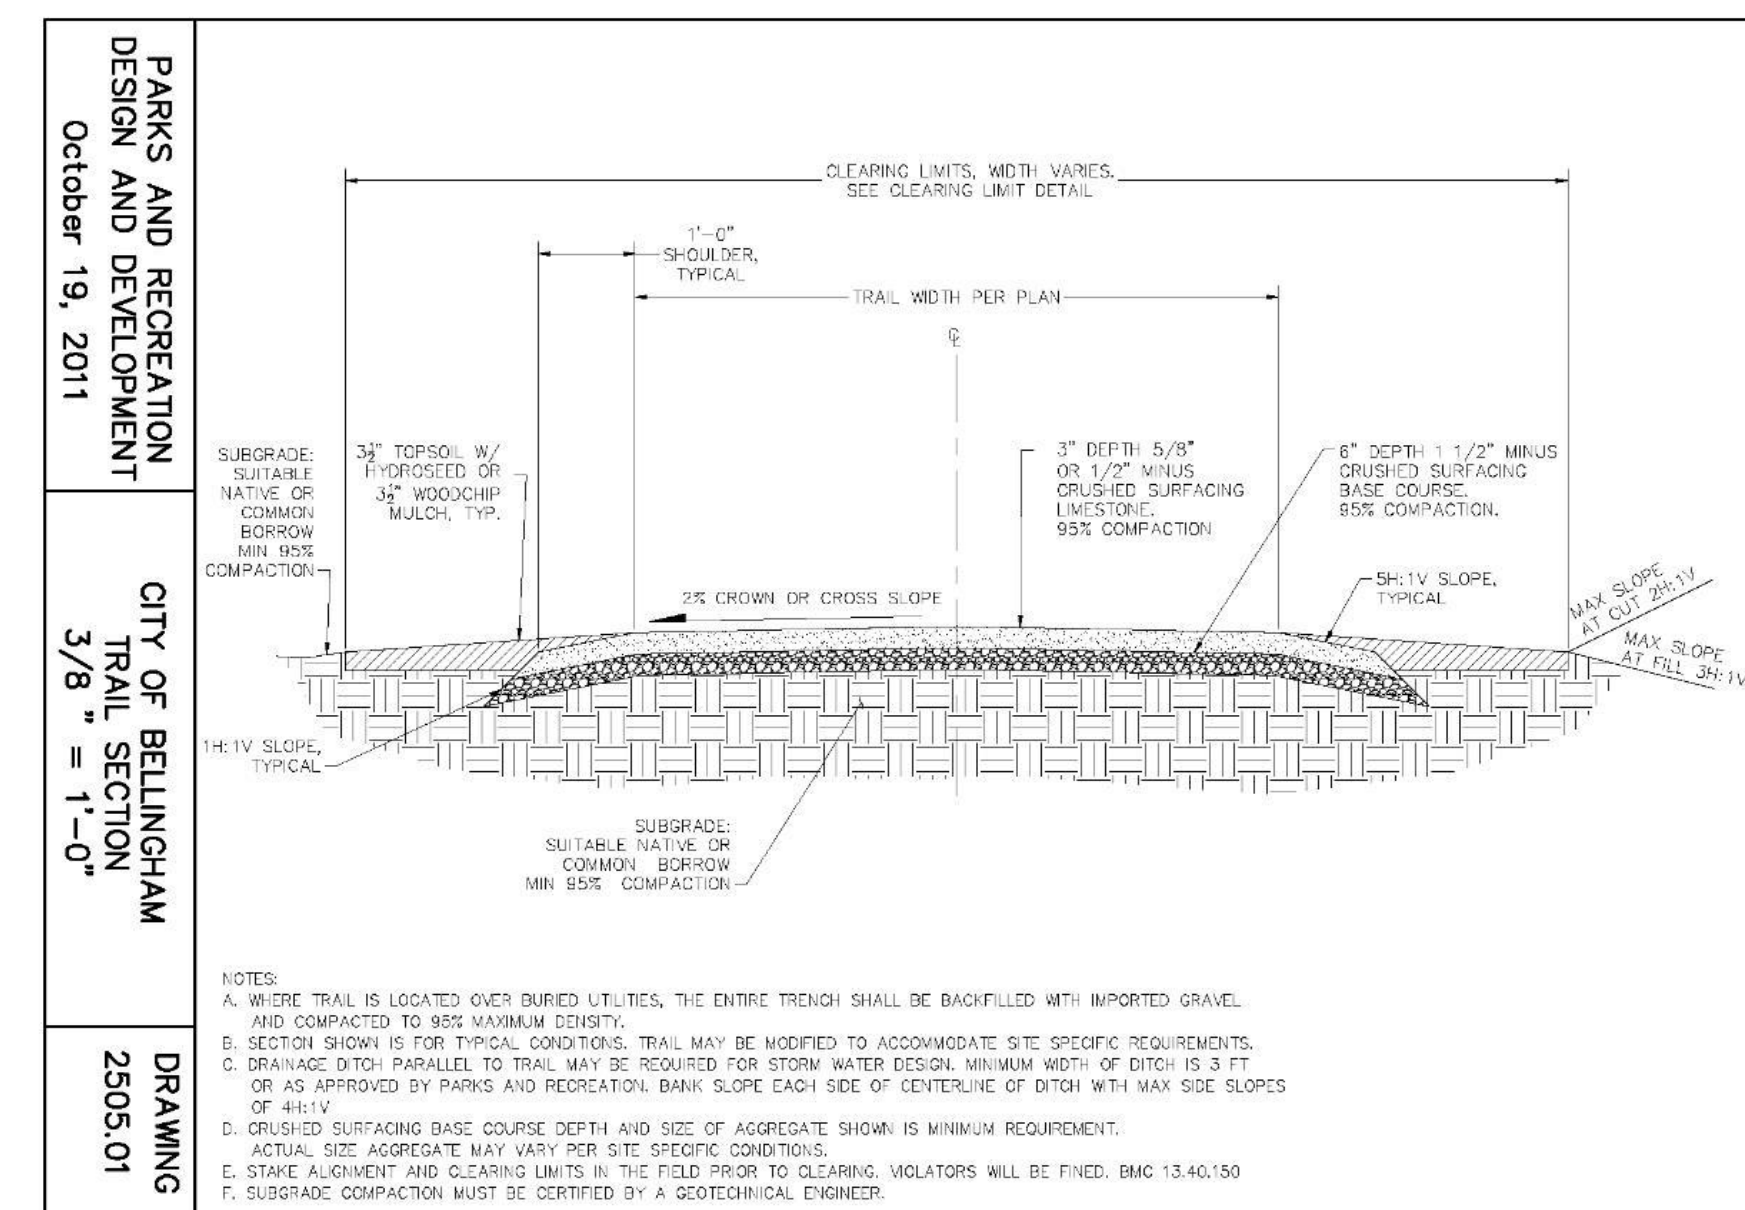 PARKS AND RECREATION
DESIGN AND DEVELOPMENT
October 19, 2011
CITY OF BELLINGHAM
TRAIL SECTION
3/8" = 1'-0"
DRAWING
2505.01
CLEARING LIMITS, WIDTH VARIES.
SEE CLEARING LIMIT DETAIL
1'-0"
SHOULDER,
TYPICAL
TRAIL WIDTH PER PLAN
℄
SUBGRADE:
SUITABLE
NATIVE OR
COMMON
BORROW
MIN 95%
COMPACTION
3½" TOPSOIL W/
HYDROSEED OR
3½" WOODCHIP
MULCH, TYP.
3" DEPTH 5/8"
OR 1/2" MINUS
CRUSHED SURFACING
LIMESTONE.
95% COMPACTION
6" DEPTH 1 1/2" MINUS
CRUSHED SURFACING
BASE COURSE.
95% COMPACTION.
2% CROWN OR CROSS SLOPE
5H:1V SLOPE,
TYPICAL
MAX SLOPE
AT CUT 2H:1V
MAX SLOPE
AT FILL 3H:1V
1H:1V SLOPE,
TYPICAL
SUBGRADE:
SUITABLE NATIVE OR
COMMON BORROW
MIN 95% COMPACTION
NOTES:
A. WHERE TRAIL IS LOCATED OVER BURIED UTILITIES, THE ENTIRE TRENCH SHALL BE BACKFILLED WITH IMPORTED GRAVEL
AND COMPACTED TO 95% MAXIMUM DENSITY.
B. SECTION SHOWN IS FOR TYPICAL CONDITIONS. TRAIL MAY BE MODIFIED TO ACCOMMODATE SITE SPECIFIC REQUIREMENTS.
C. DRAINAGE DITCH PARALLEL TO TRAIL MAY BE REQUIRED FOR STORM WATER DESIGN. MINIMUM WIDTH OF DITCH IS 3 FT
OR AS APPROVED BY PARKS AND RECREATION. BANK SLOPE EACH SIDE OF CENTERLINE OF DITCH WITH MAX SIDE SLOPES
OF 4H:1V
D. CRUSHED SURFACING BASE COURSE DEPTH AND SIZE OF AGGREGATE SHOWN IS MINIMUM REQUIREMENT.
ACTUAL SIZE AGGREGATE MAY VARY PER SITE SPECIFIC CONDITIONS.
E. STAKE ALIGNMENT AND CLEARING LIMITS IN THE FIELD PRIOR TO CLEARING. VIOLATORS WILL BE FINED. BMC 13.40.150
F. SUBGRADE COMPACTION MUST BE CERTIFIED BY A GEOTECHNICAL ENGINEER.